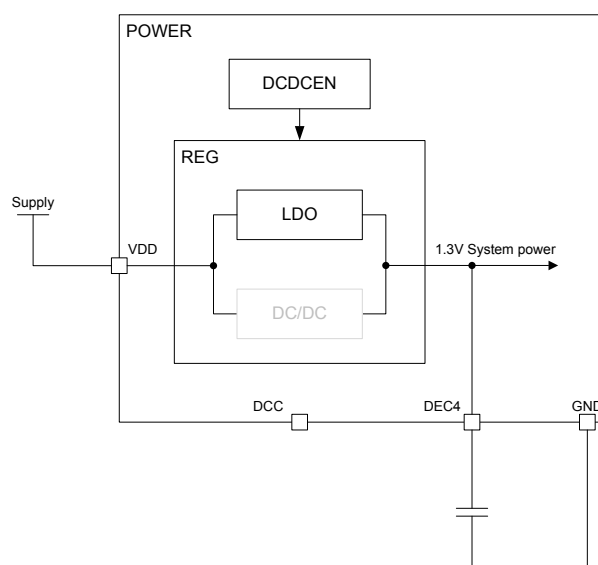 POWER
DCDCEN
REG
LDO
Supply
VDD
1.3V System power
DC/DC
DCC
DEC4
GND